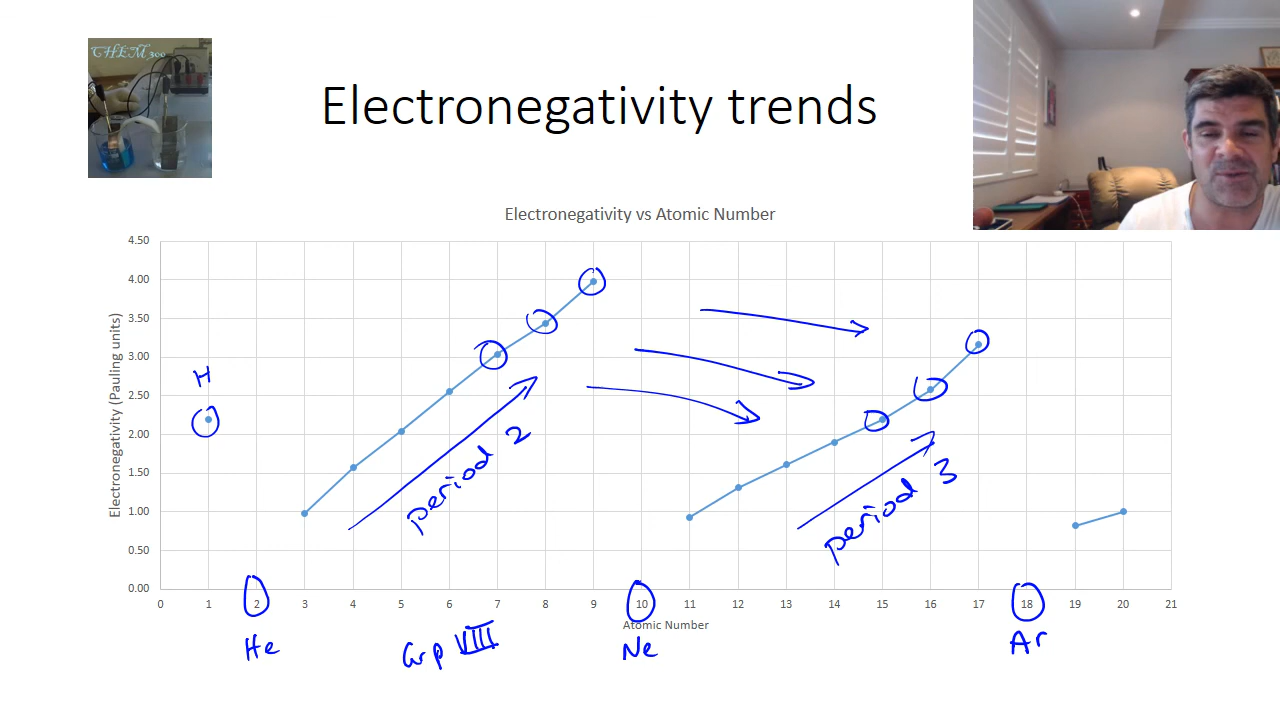 CHEM 300
Electronegativity trends
Electronegativity vs Atomic Number
Electronegativity (Pauling units)
4.50
4.00
3.50
3.00
2.50
2.00
1.50
1.00
0.50
0.00
H
period 2
period 3
0 1 2 3 4 5 6 7 8 9 10 11 12 13 14 15 16 17 18 19 20 21
Atomic Number
He
Grp VIII
Ne
Ar